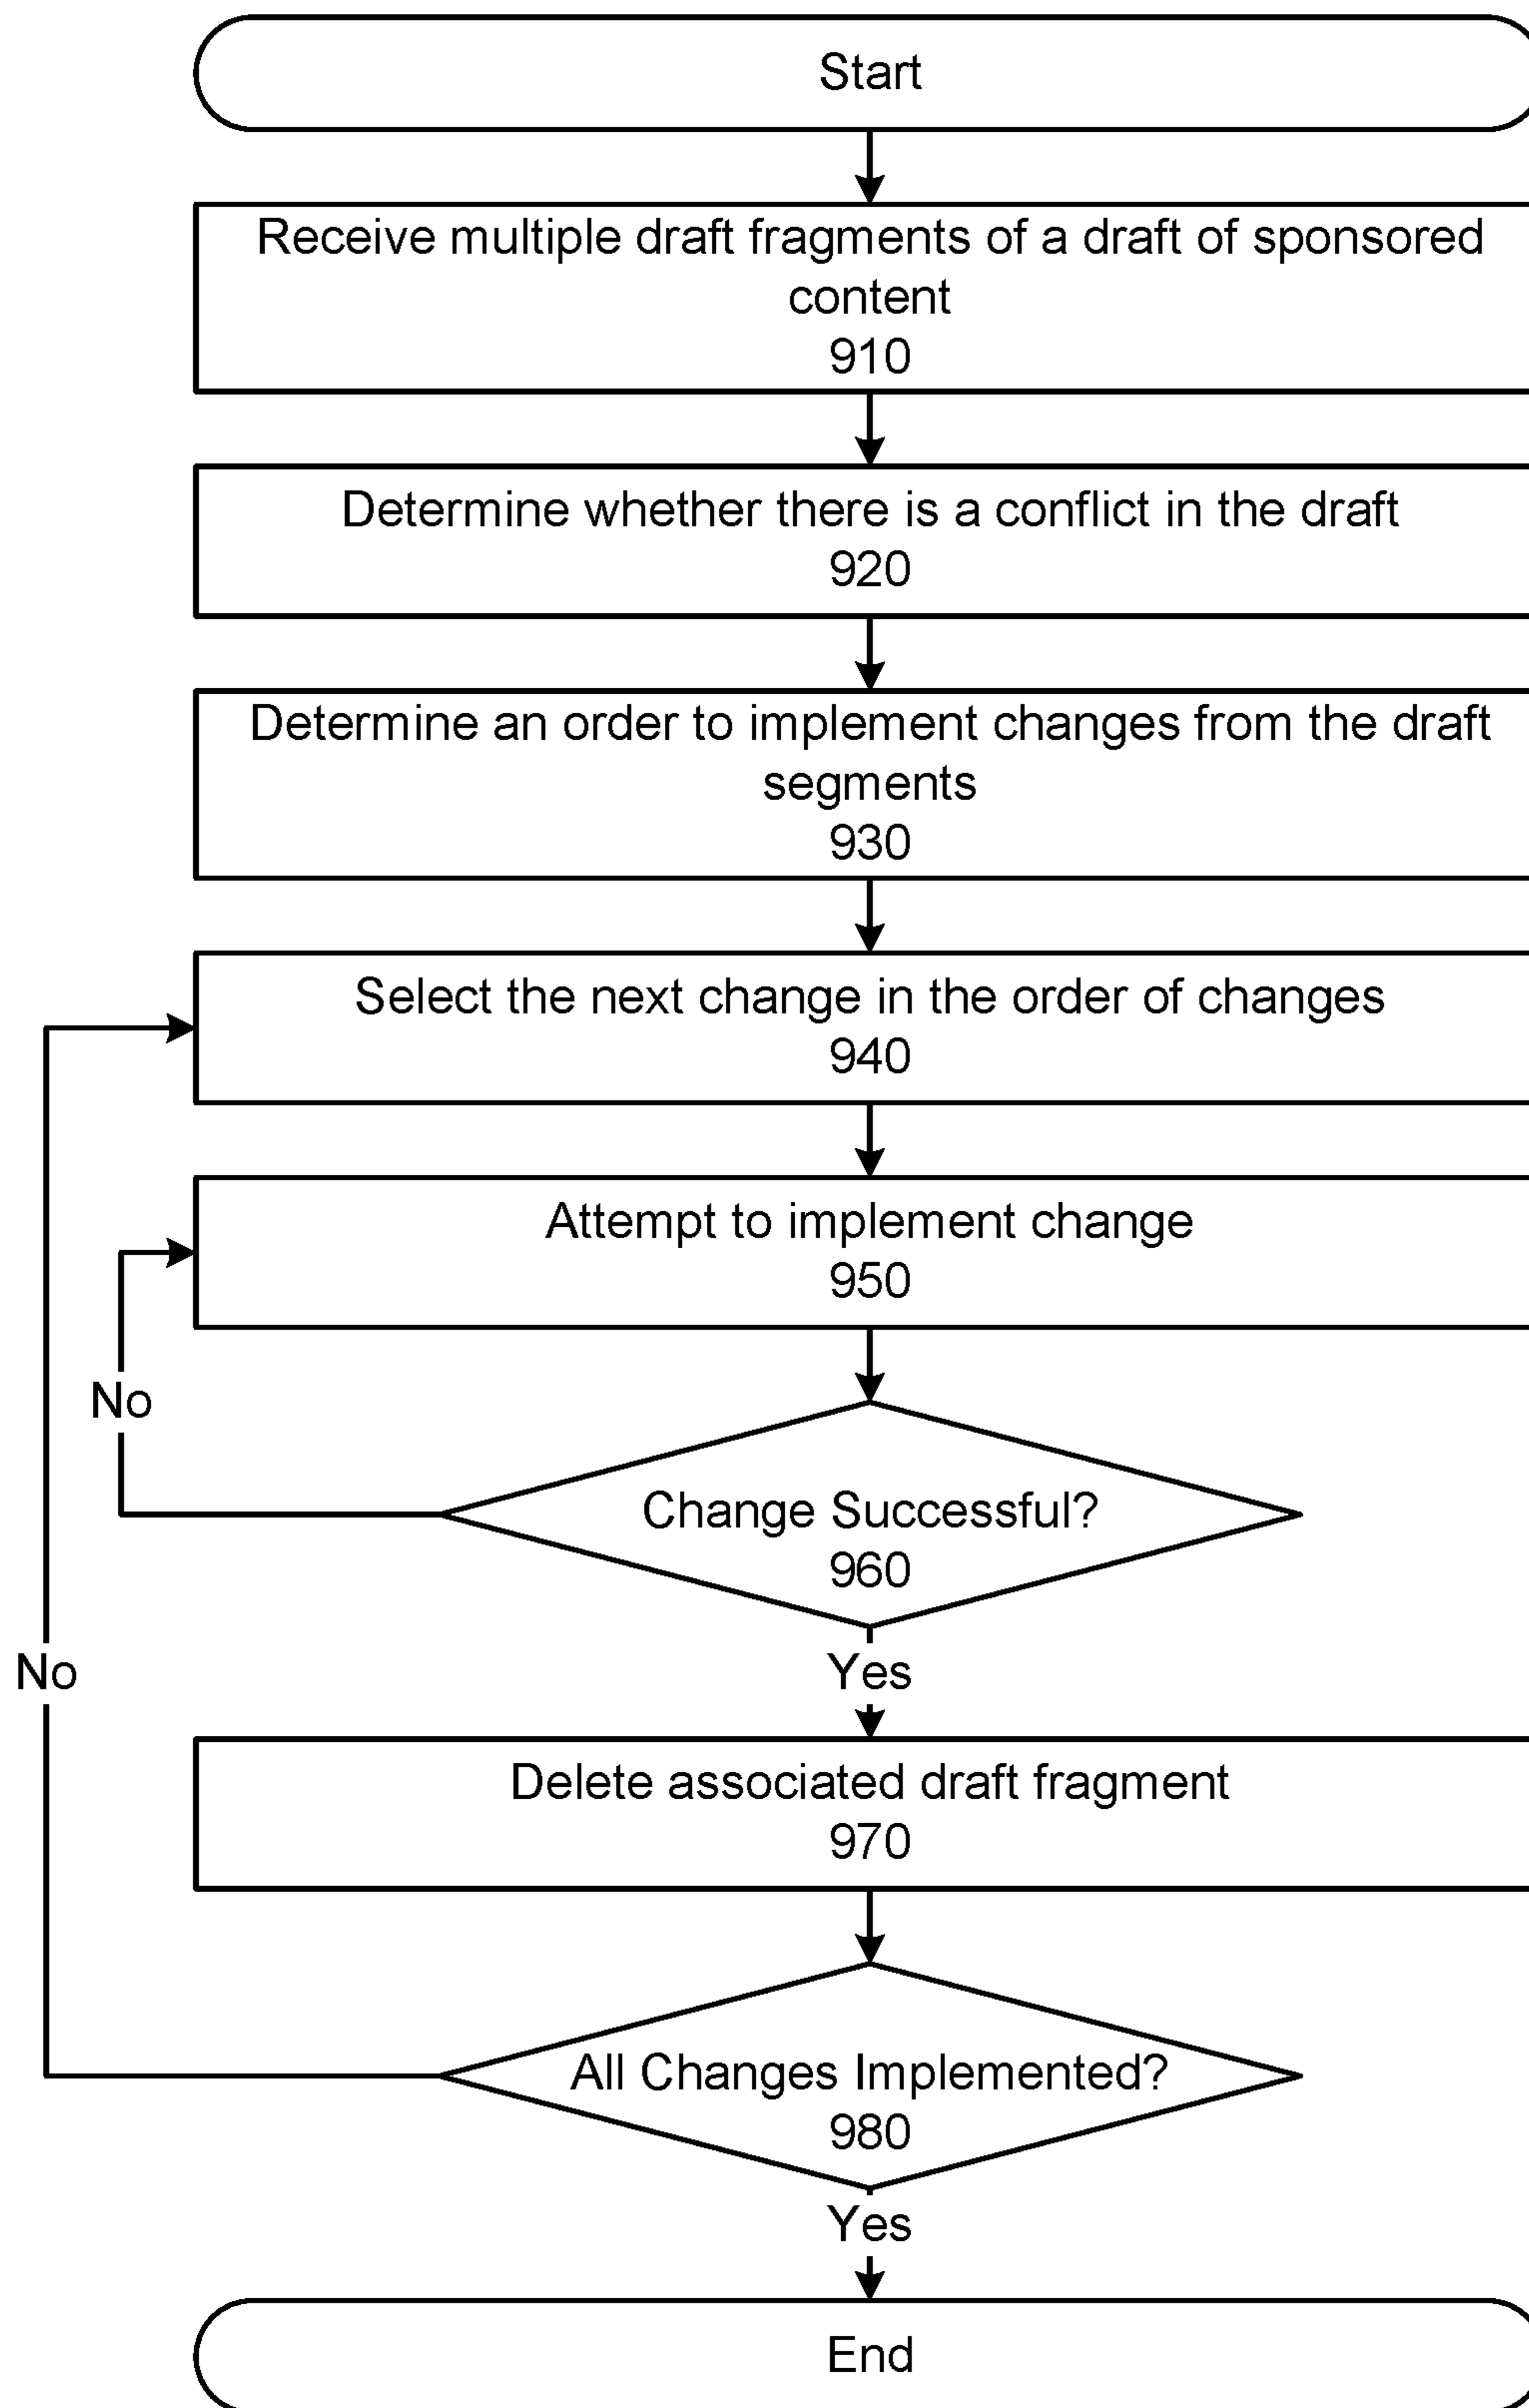 Start
Receive multiple draft fragments of a draft of sponsored
content
910
Determine whether there is a conflict in the draft
920
Determine an order to implement changes from the draft
segments
930
Select the next change in the order of changes
940
Attempt to implement change
950
No
Change Successful?
960
No
Yes
Delete associated draft fragment
970
All Changes Implemented?
980
Yes
End